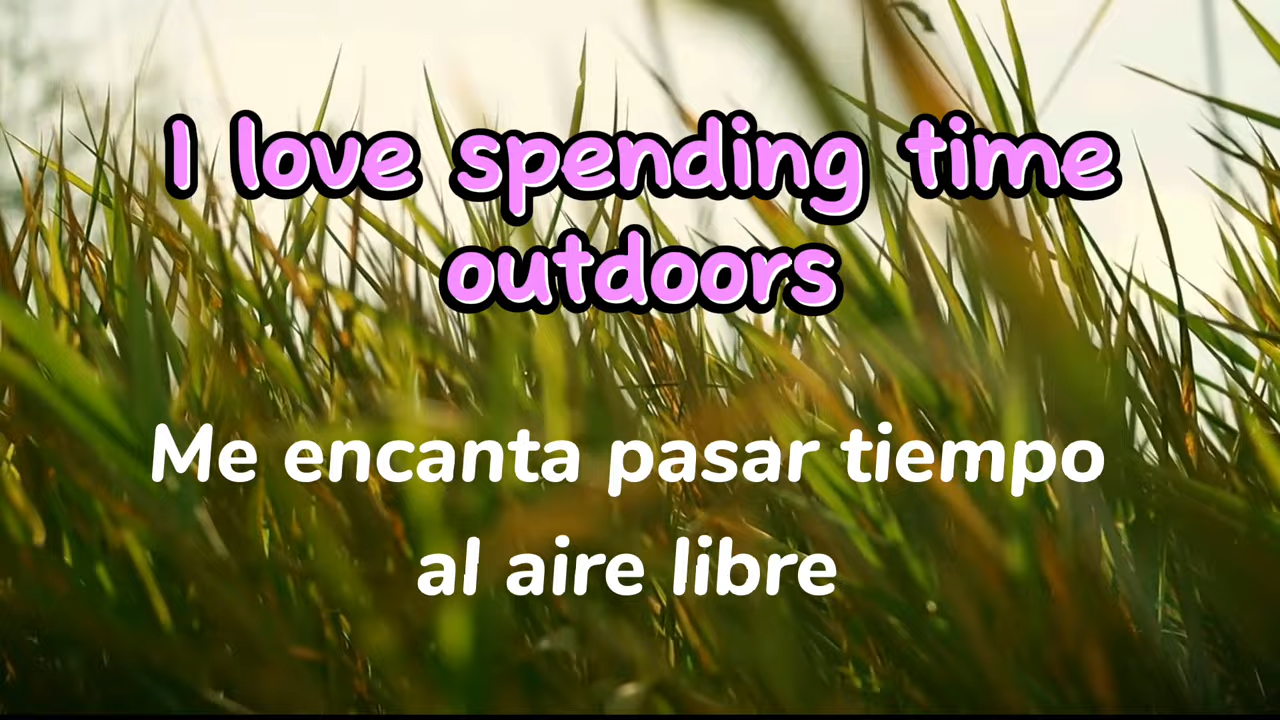 I love spending time
outdoors
Me encanta pasar tiempo
al aire libre